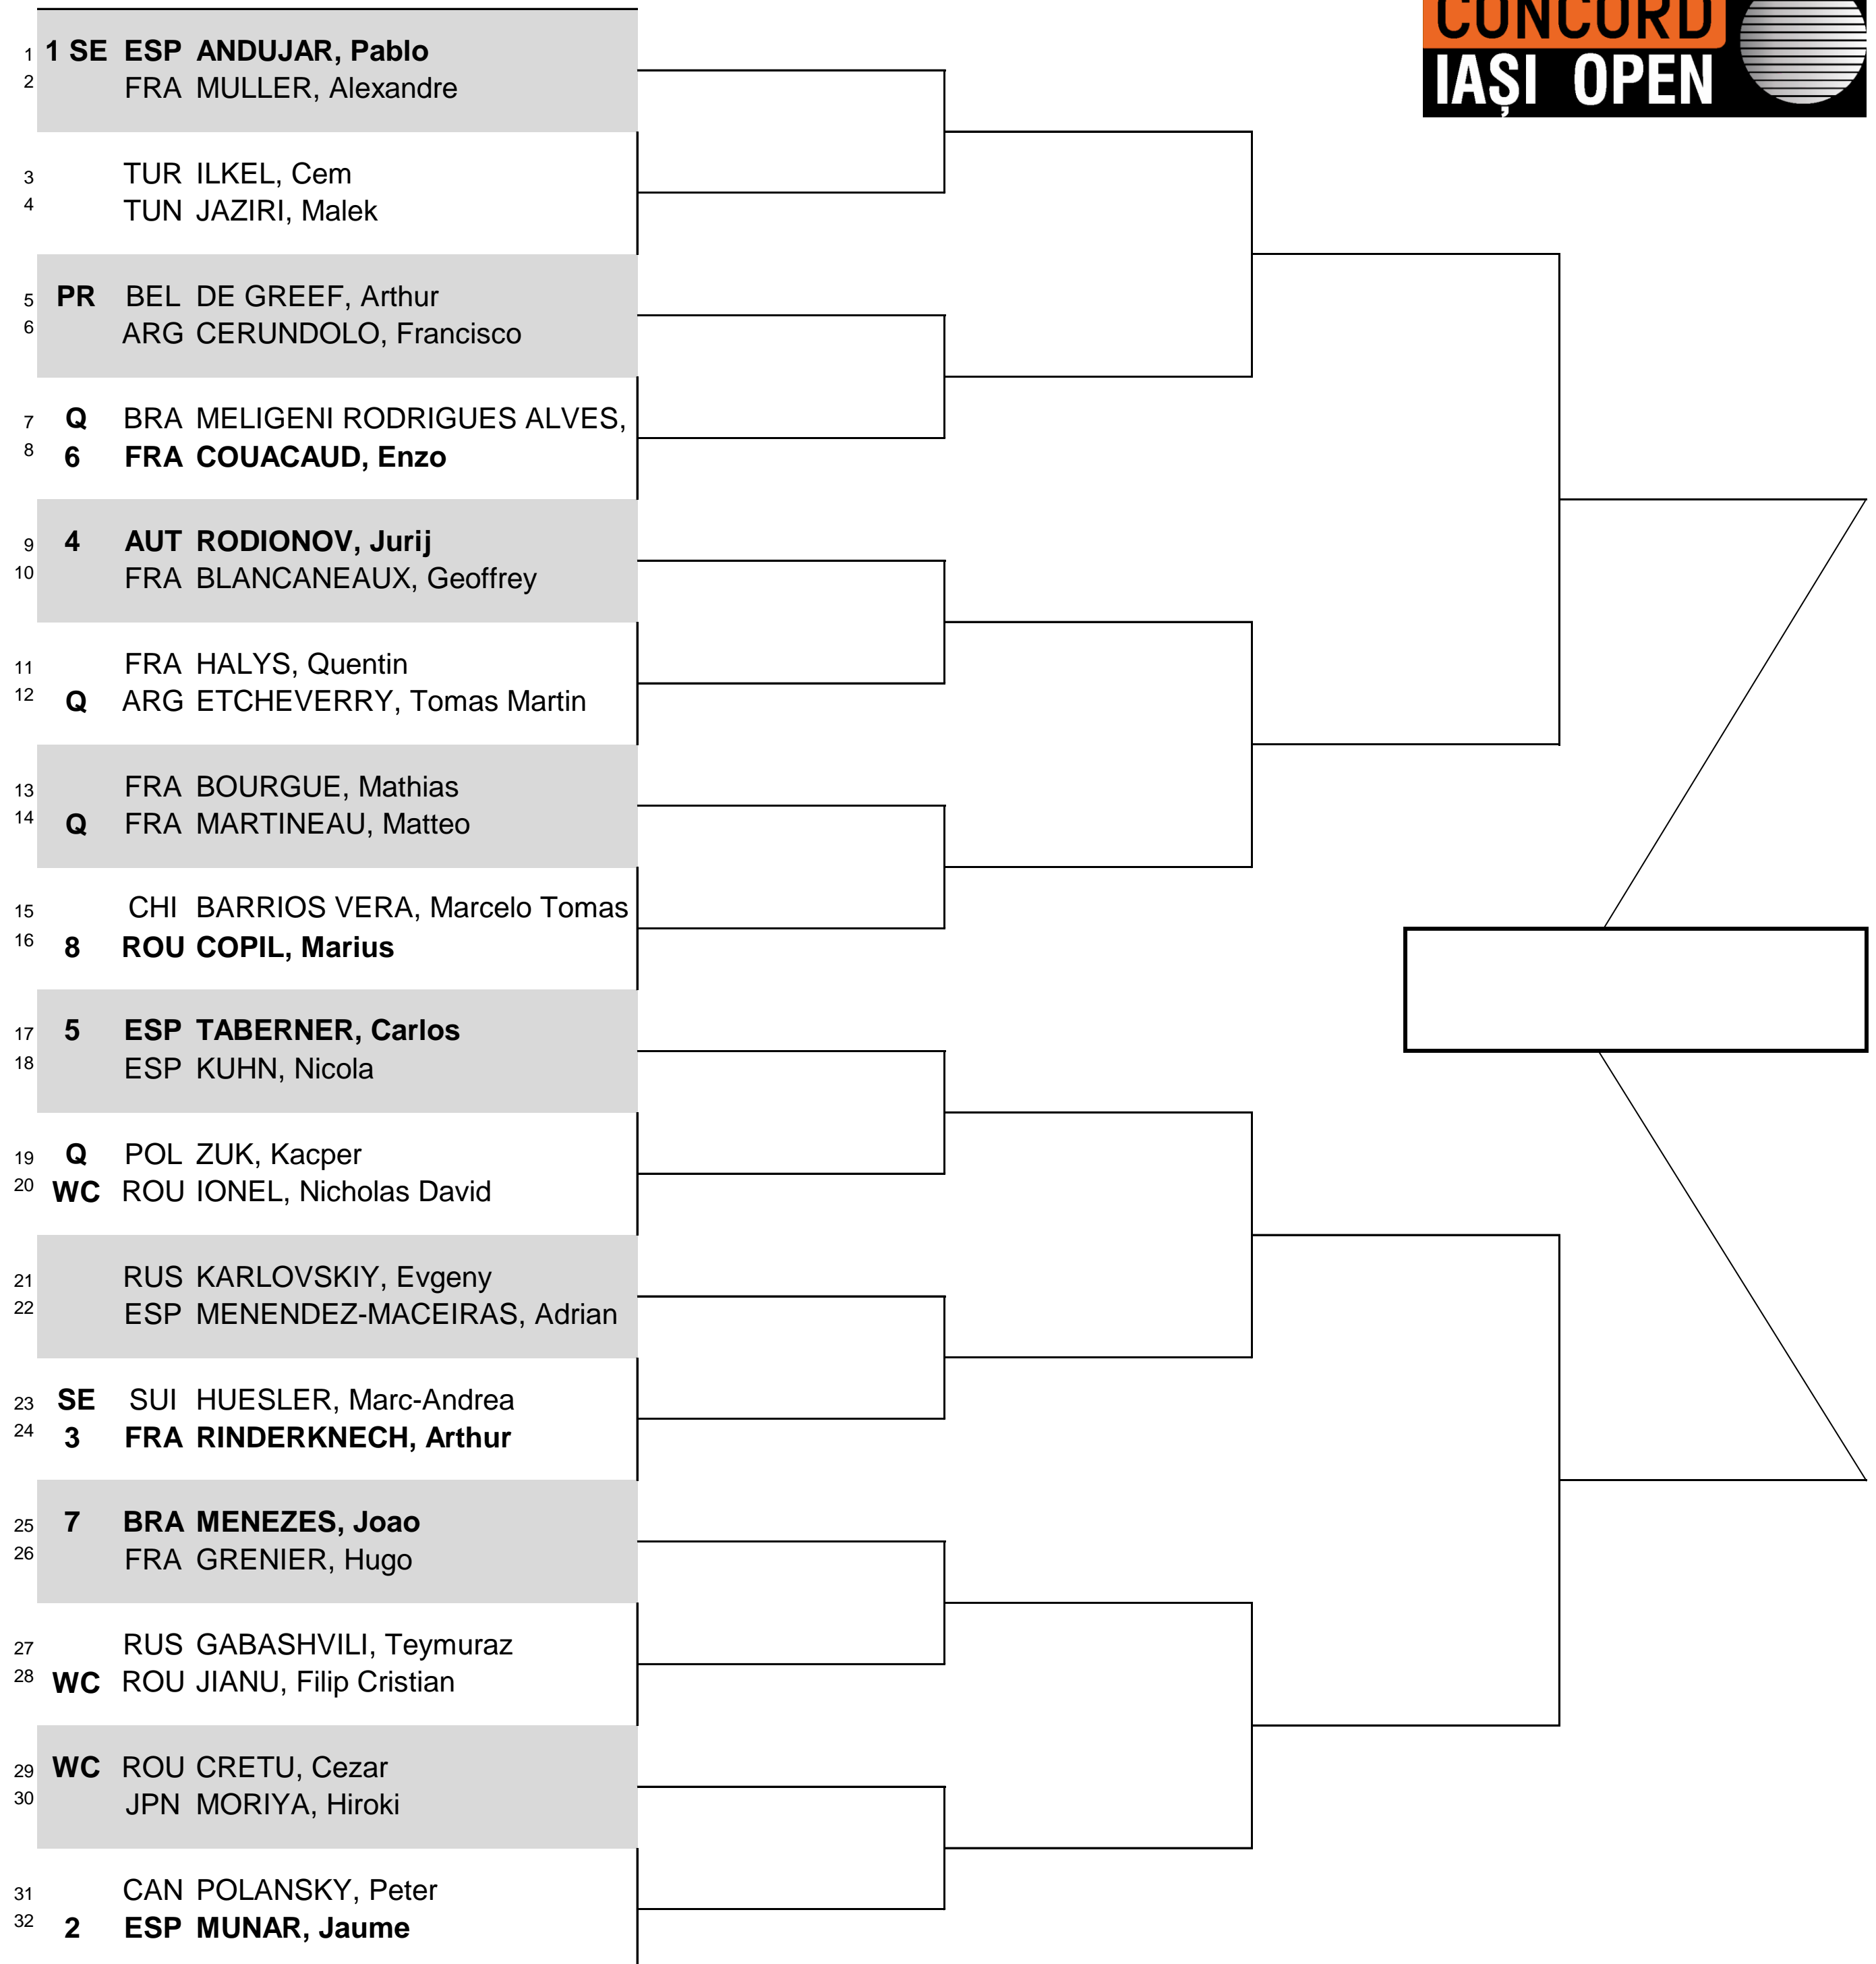 CONCORD
IAȘI OPEN
1 1 SE ESP ANDUJAR, Pablo
2 FRA MULLER, Alexandre
3 TUR ILKEL, Cem
4 TUN JAZIRI, Malek
5 PR BEL DE GREEF, Arthur
6 ARG CERUNDOLO, Francisco
7 Q BRA MELIGENI RODRIGUES ALVES,
8 6 FRA COUACAUD, Enzo
9 4 AUT RODIONOV, Jurij
10 FRA BLANCANEAUX, Geoffrey
11 FRA HALYS, Quentin
12 Q ARG ETCHEVERRY, Tomas Martin
13 FRA BOURGUE, Mathias
14 Q FRA MARTINEAU, Matteo
15 CHI BARRIOS VERA, Marcelo Tomas
16 8 ROU COPIL, Marius
17 5 ESP TABERNER, Carlos
18 ESP KUHN, Nicola
19 Q POL ZUK, Kacper
20 WC ROU IONEL, Nicholas David
21 RUS KARLOVSKIY, Evgeny
22 ESP MENENDEZ-MACEIRAS, Adrian
23 SE SUI HUESLER, Marc-Andrea
24 3 FRA RINDERKNECH, Arthur
25 7 BRA MENEZES, Joao
26 FRA GRENIER, Hugo
27 RUS GABASHVILI, Teymuraz
28 WC ROU JIANU, Filip Cristian
29 WC ROU CRETU, Cezar
30 JPN MORIYA, Hiroki
31 CAN POLANSKY, Peter
32 2 ESP MUNAR, Jaume